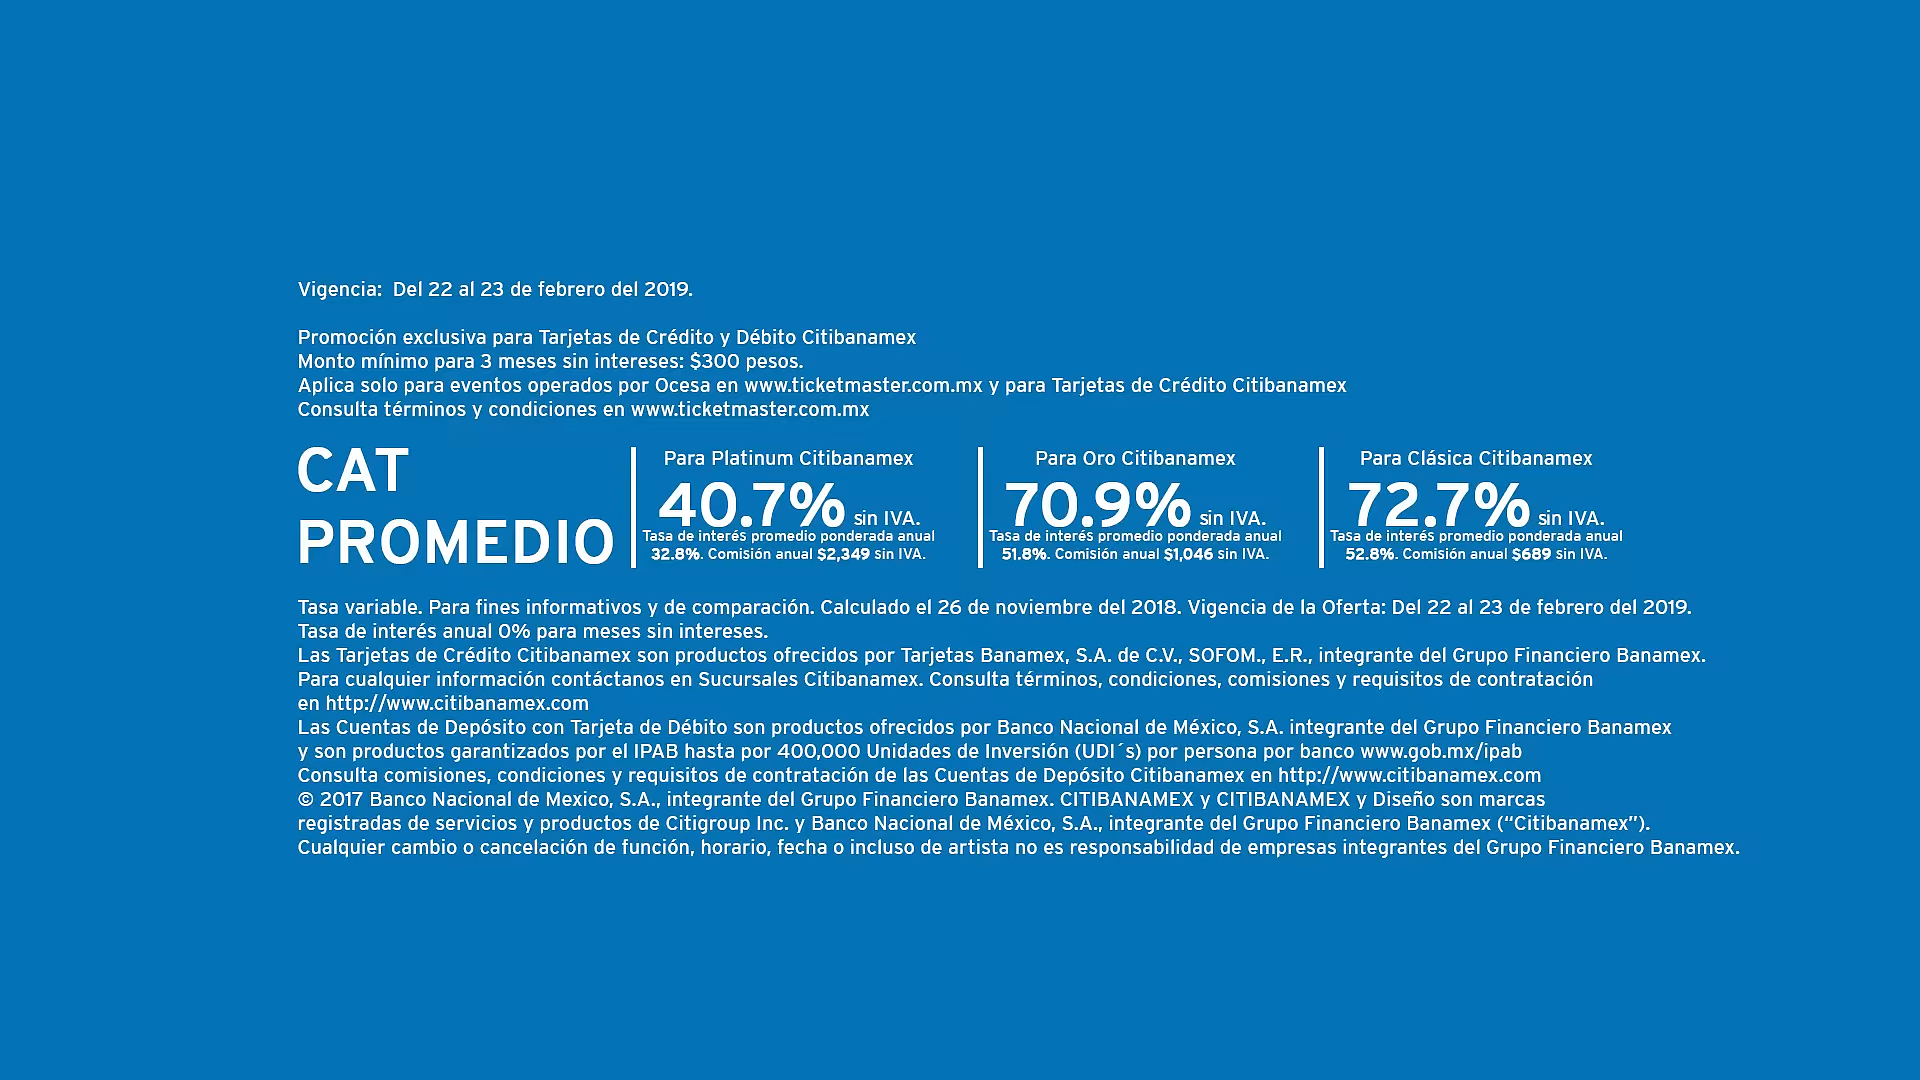 Vigencia:  Del 22 al 23 de febrero del 2019.
Promoción exclusiva para Tarjetas de Crédito y Débito Citibanamex
Monto mínimo para 3 meses sin intereses: $300 pesos.
Aplica solo para eventos operados por Ocesa en www.ticketmaster.com.mx y para Tarjetas de Crédito Citibanamex
Consulta términos y condiciones en www.ticketmaster.com.mx
CAT
PROMEDIO
Para Platinum Citibanamex
40.7% sin IVA.
Tasa de interés promedio ponderada anual
32.8%. Comisión anual $2,349 sin IVA.
Para Oro Citibanamex
70.9% sin IVA.
Tasa de interés promedio ponderada anual
51.8%. Comisión anual $1,046 sin IVA.
Para Clásica Citibanamex
72.7% sin IVA.
Tasa de interés promedio ponderada anual
52.8%. Comisión anual $689 sin IVA.
Tasa variable. Para fines informativos y de comparación. Calculado el 26 de noviembre del 2018. Vigencia de la Oferta: Del 22 al 23 de febrero del 2019.
Tasa de interés anual 0% para meses sin intereses.
Las Tarjetas de Crédito Citibanamex son productos ofrecidos por Tarjetas Banamex, S.A. de C.V., SOFOM., E.R., integrante del Grupo Financiero Banamex.
Para cualquier información contáctanos en Sucursales Citibanamex. Consulta términos, condiciones, comisiones y requisitos de contratación
en http://www.citibanamex.com
Las Cuentas de Depósito con Tarjeta de Débito son productos ofrecidos por Banco Nacional de México, S.A. integrante del Grupo Financiero Banamex
y son productos garantizados por el IPAB hasta por 400,000 Unidades de Inversión (UDI´s) por persona por banco www.gob.mx/ipab
Consulta comisiones, condiciones y requisitos de contratación de las Cuentas de Depósito Citibanamex en http://www.citibanamex.com
© 2017 Banco Nacional de Mexico, S.A., integrante del Grupo Financiero Banamex. CITIBANAMEX y CITIBANAMEX y Diseño son marcas
registradas de servicios y productos de Citigroup Inc. y Banco Nacional de México, S.A., integrante del Grupo Financiero Banamex (“Citibanamex”).
Cualquier cambio o cancelación de función, horario, fecha o incluso de artista no es responsabilidad de empresas integrantes del Grupo Financiero Banamex.